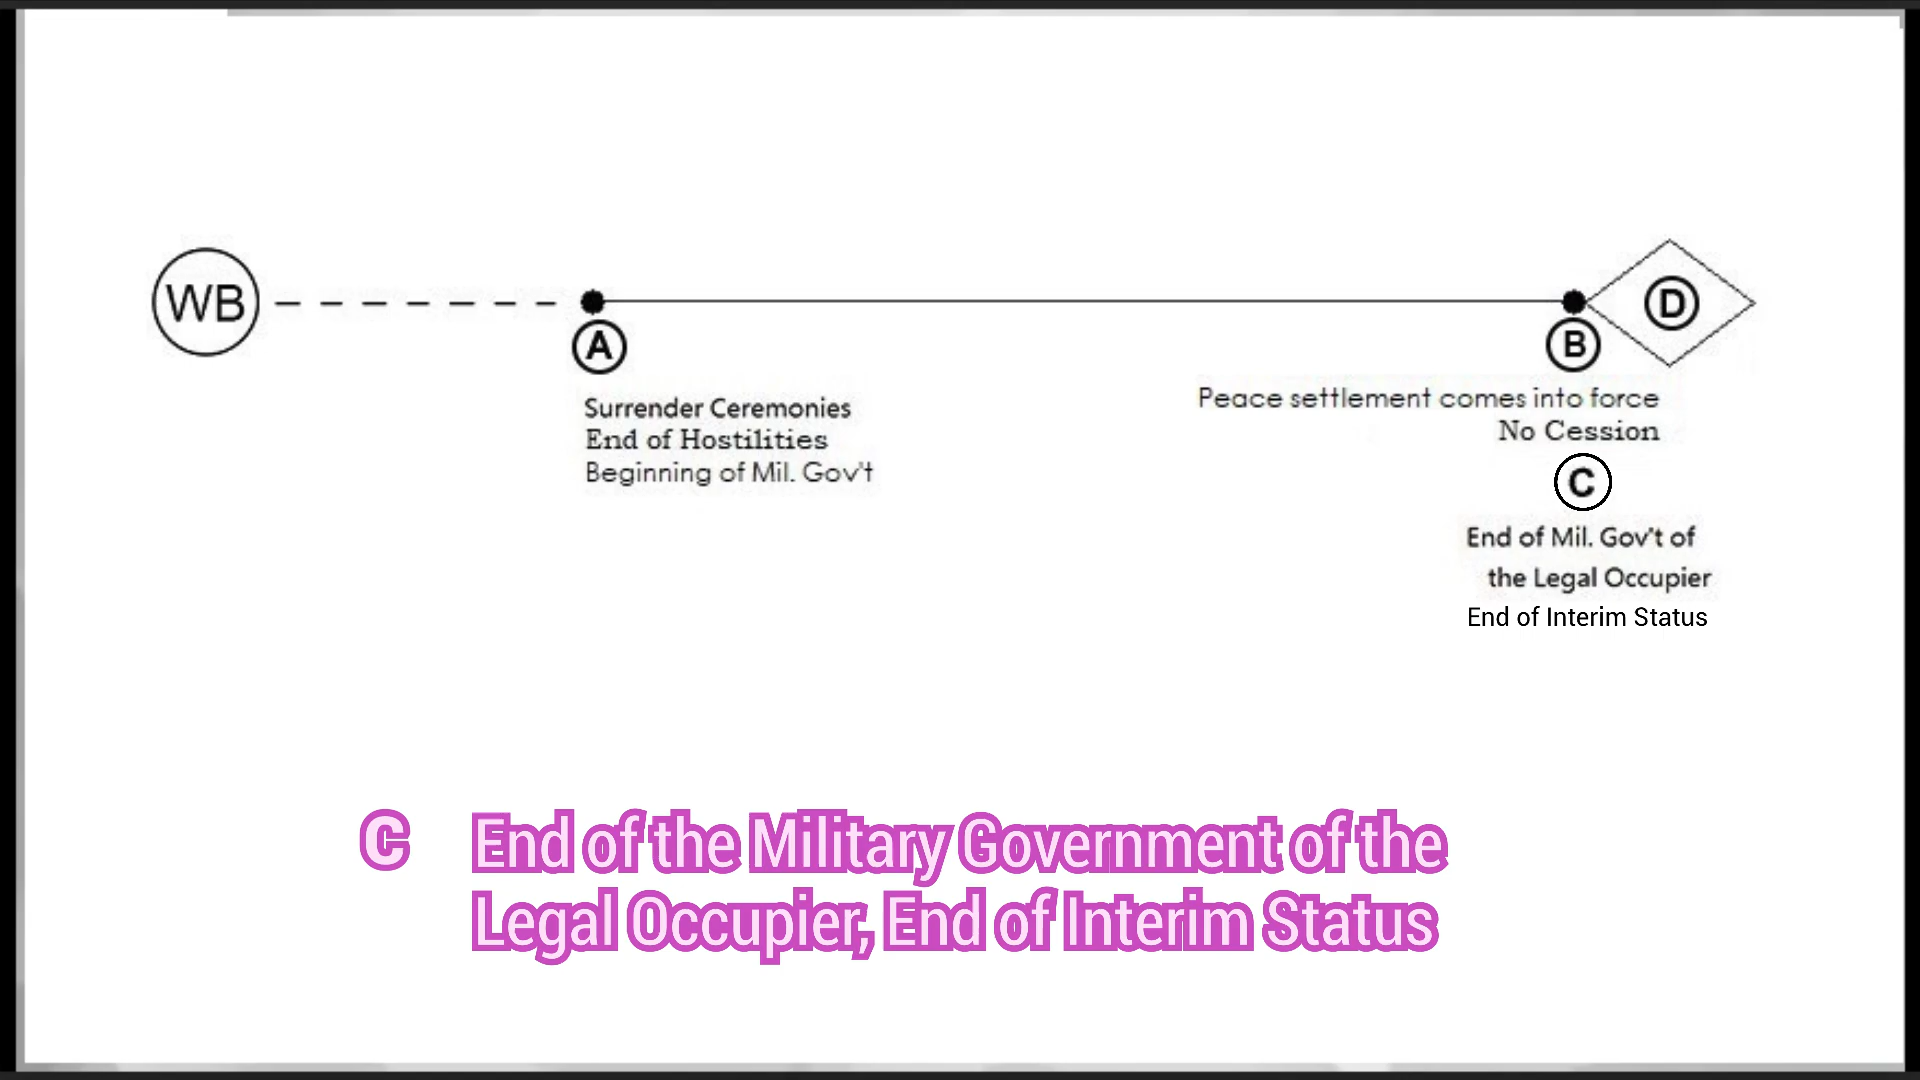 WB
A
B
D
Surrender Ceremonies
End of Hostilities
Beginning of Mil. Gov't
Peace settlement comes into force
No Cession
C
End of Mil. Gov't of
the Legal Occupier
End of Interim Status
C End of the Military Government of the
Legal Occupier, End of Interim Status